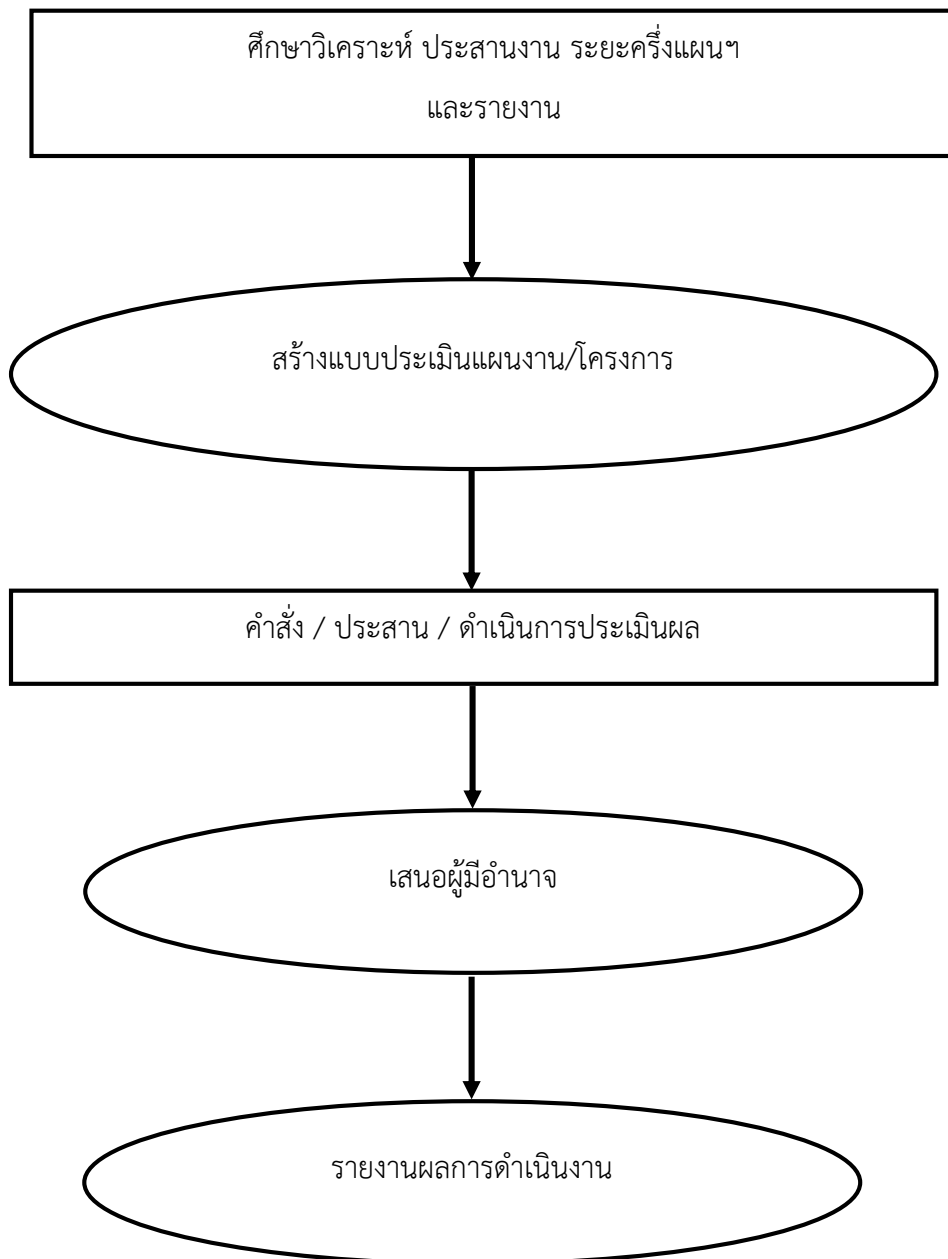 ศึกษาวิเคราะห์ ประสานงาน ระยะครึ่งแผนฯ
และรายงาน
สร้างแบบประเมินแผนงาน/โครงการ
คำสั่ง / ประสาน / ดำเนินการประเมินผล
เสนอผู้มีอำนาจ
รายงานผลการดำเนินงาน